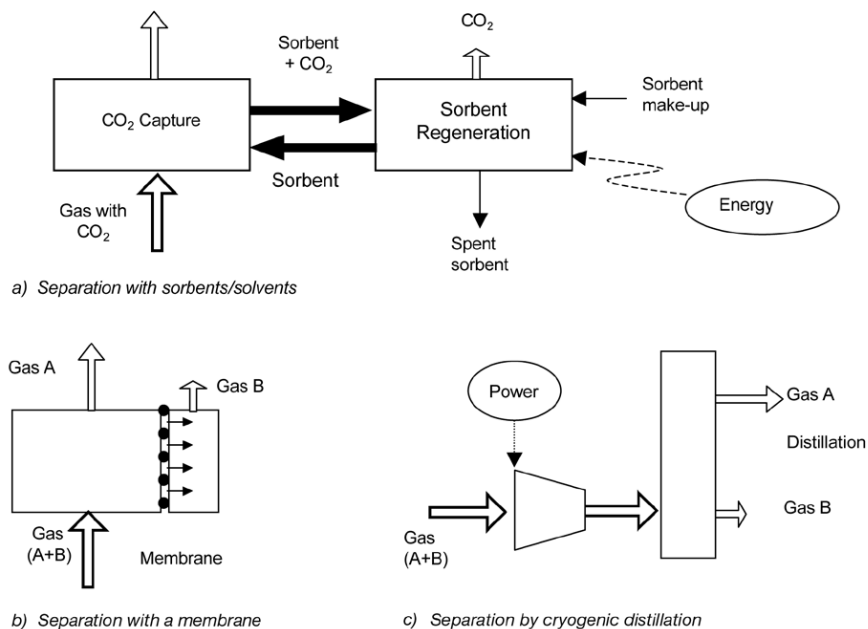 CO2
Sorbent
+ CO2
CO2 Capture
Sorbent
Regeneration
Sorbent
make-up
Sorbent
Gas with
CO2
Energy
Spent
sorbent
a) Separation with sorbents/solvents
Gas A
Gas B
Gas
(A+B)
Membrane
b) Separation with a membrane
Power
Gas A
Distillation
Gas B
Gas
(A+B)
c) Separation by cryogenic distillation